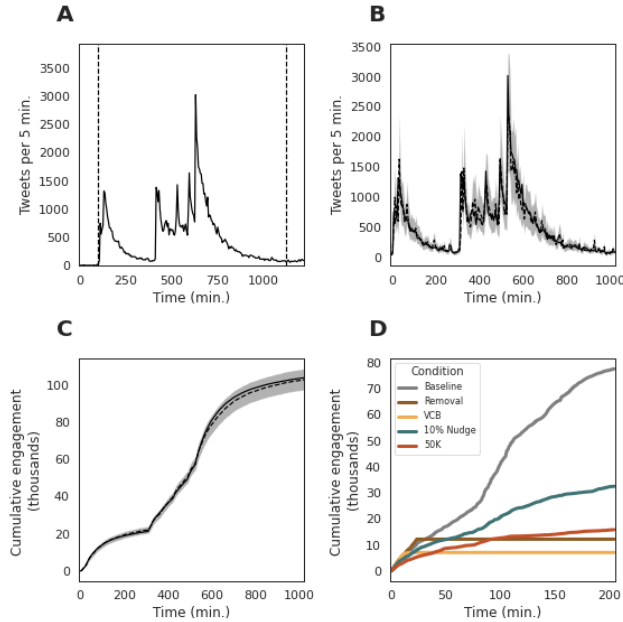 A
B
3500
3000
2500
2000
1500
1000
500
0
Tweets per 5 min.
0
250
500
750
1000
Time (min.)
3500
3000
2500
2000
1500
1000
500
0
Tweets per 5 min.
0
200
400
600
800
1000
Time (min.)
C
D
100
80
60
40
20
0
Cumulative engagement
(thousands)
0
200
400
600
800
1000
Time (min.)
80
70
60
50
40
30
20
10
0
Cumulative engagement
(thousands)
Condition
Baseline
Removal
VCB
10% Nudge
50K
0
50
100
150
200
Time (min.)